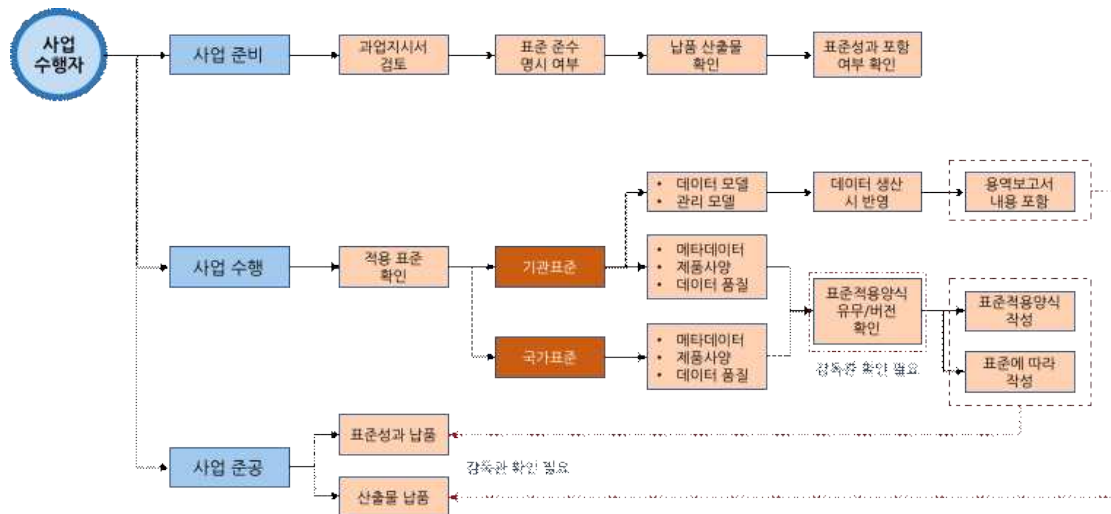 사업
수행자
사업 준비
과업지시서
검토
표준 준수
명시 여부
납품 산출물
확인
표준성과 포함
여부 확인
• 데이터 모델
• 관리 모델
데이터 생산
시 반영
용역보고서
내용 포함
사업 수행
적용 표준
확인
기관표준
• 메타데이터
• 제품사양
• 데이터 품질
국가표준
• 메타데이터
• 제품사양
• 데이터 품질
표준적용양식
유무/버전
확인
감독관 확인 필요
표준적용양식
작성
표준에 따라
작성
사업 준공
표준성과 납품
감독관 확인 필요
산출물 납품